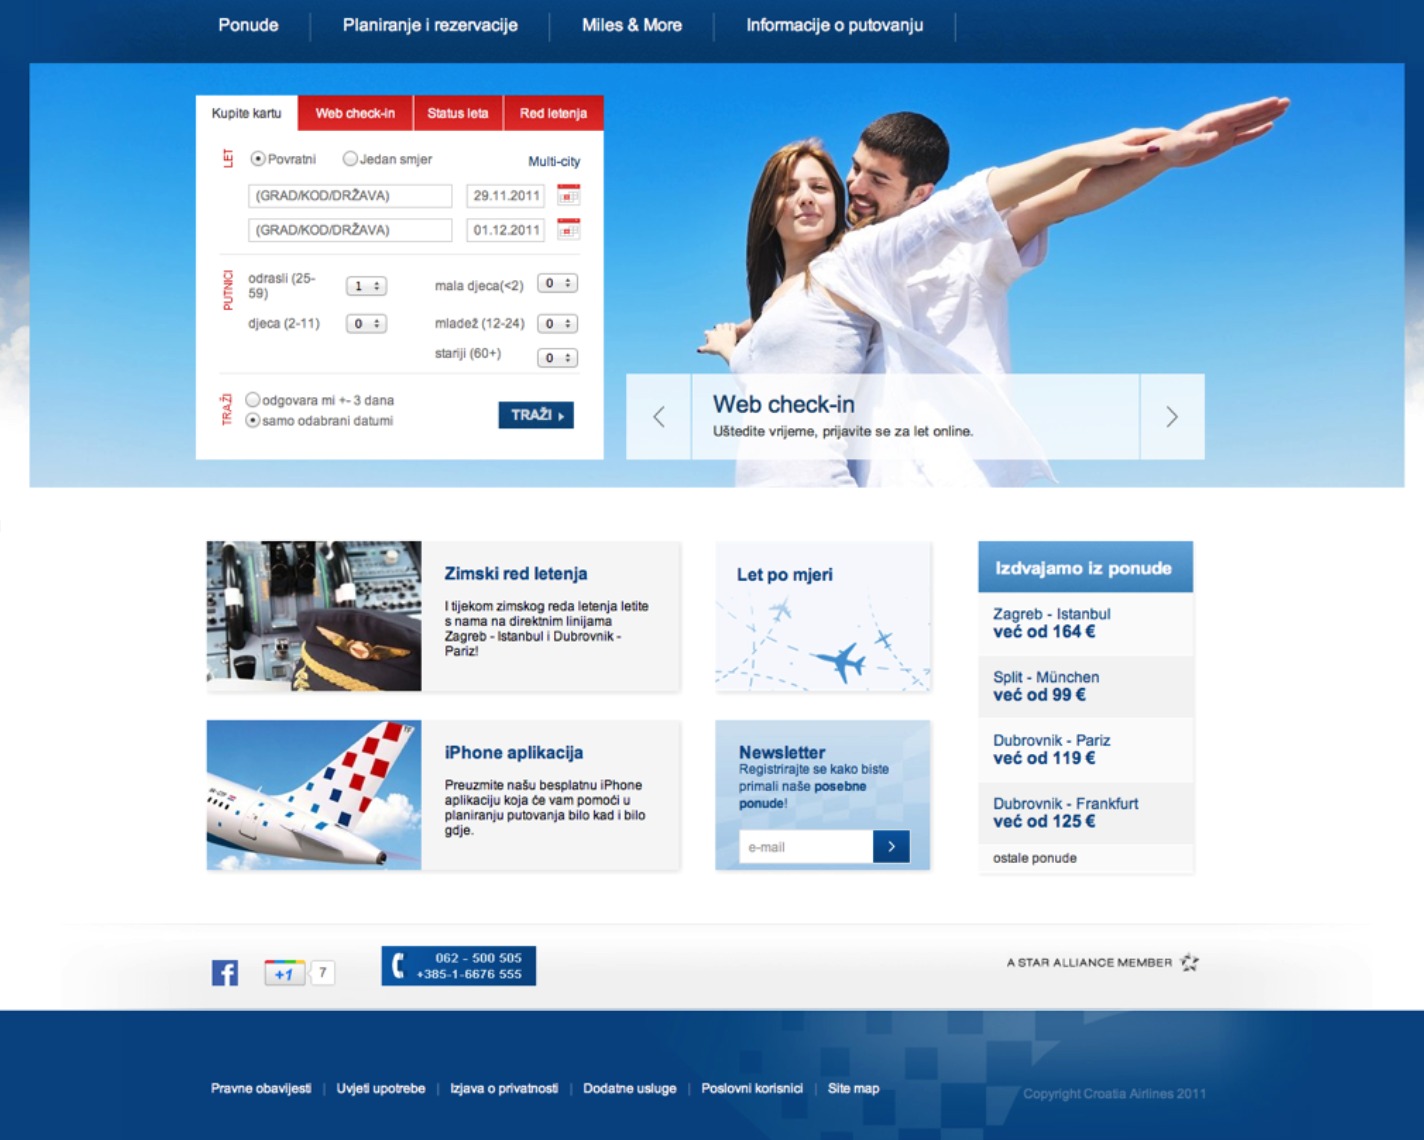 Ponude
Planiranje i rezervacije
Miles & More
Informacije o putovanju
Kupite kartu
Web check-in
Status leta
Red letenja
LET
Povratni
Jedan smjer
Multi-city
(GRAD/KOD/DRŽAVA)
29.11.2011
(GRAD/KOD/DRŽAVA)
01.12.2011
PUTNICI
odrasli (25-
59)
1
mala djeca(<2)
0
djeca (2-11)
0
mladež (12-24)
0
stariji (60+)
0
TRAŽI
odgovara mi +- 3 dana
samo odabrani datumi
TRAŽI
Web check-in
Uštedite vrijeme, prijavite se za let online.
Zimski red letenja
I tijekom zimskog reda letenja letite
s nama na direktnim linijama
Zagreb - Istanbul i Dubrovnik -
Pariz!
Let po mjeri
Izdvajamo iz ponude
Zagreb - Istanbul
već od 164 €
Split - München
već od 99 €
Dubrovnik - Pariz
već od 119 €
Dubrovnik - Frankfurt
već od 125 €
ostale ponude
iPhone aplikacija
Preuzmite našu besplatnu iPhone
aplikaciju koja će vam pomoći u
planiranju putovanja bilo kad i bilo
gdje.
Newsletter
Registrirajte se kako biste
primali naše posebne
ponude!
e-mail
f
+1
7
062 - 500 505
+385-1-6676 555
A STAR ALLIANCE MEMBER
Pravne obavijesti
Uvjeti upotrebe
Izjava o privatnosti
Dodatne usluge
Poslovni korisnici
Site map
Copyright Croatia Airlines 2011